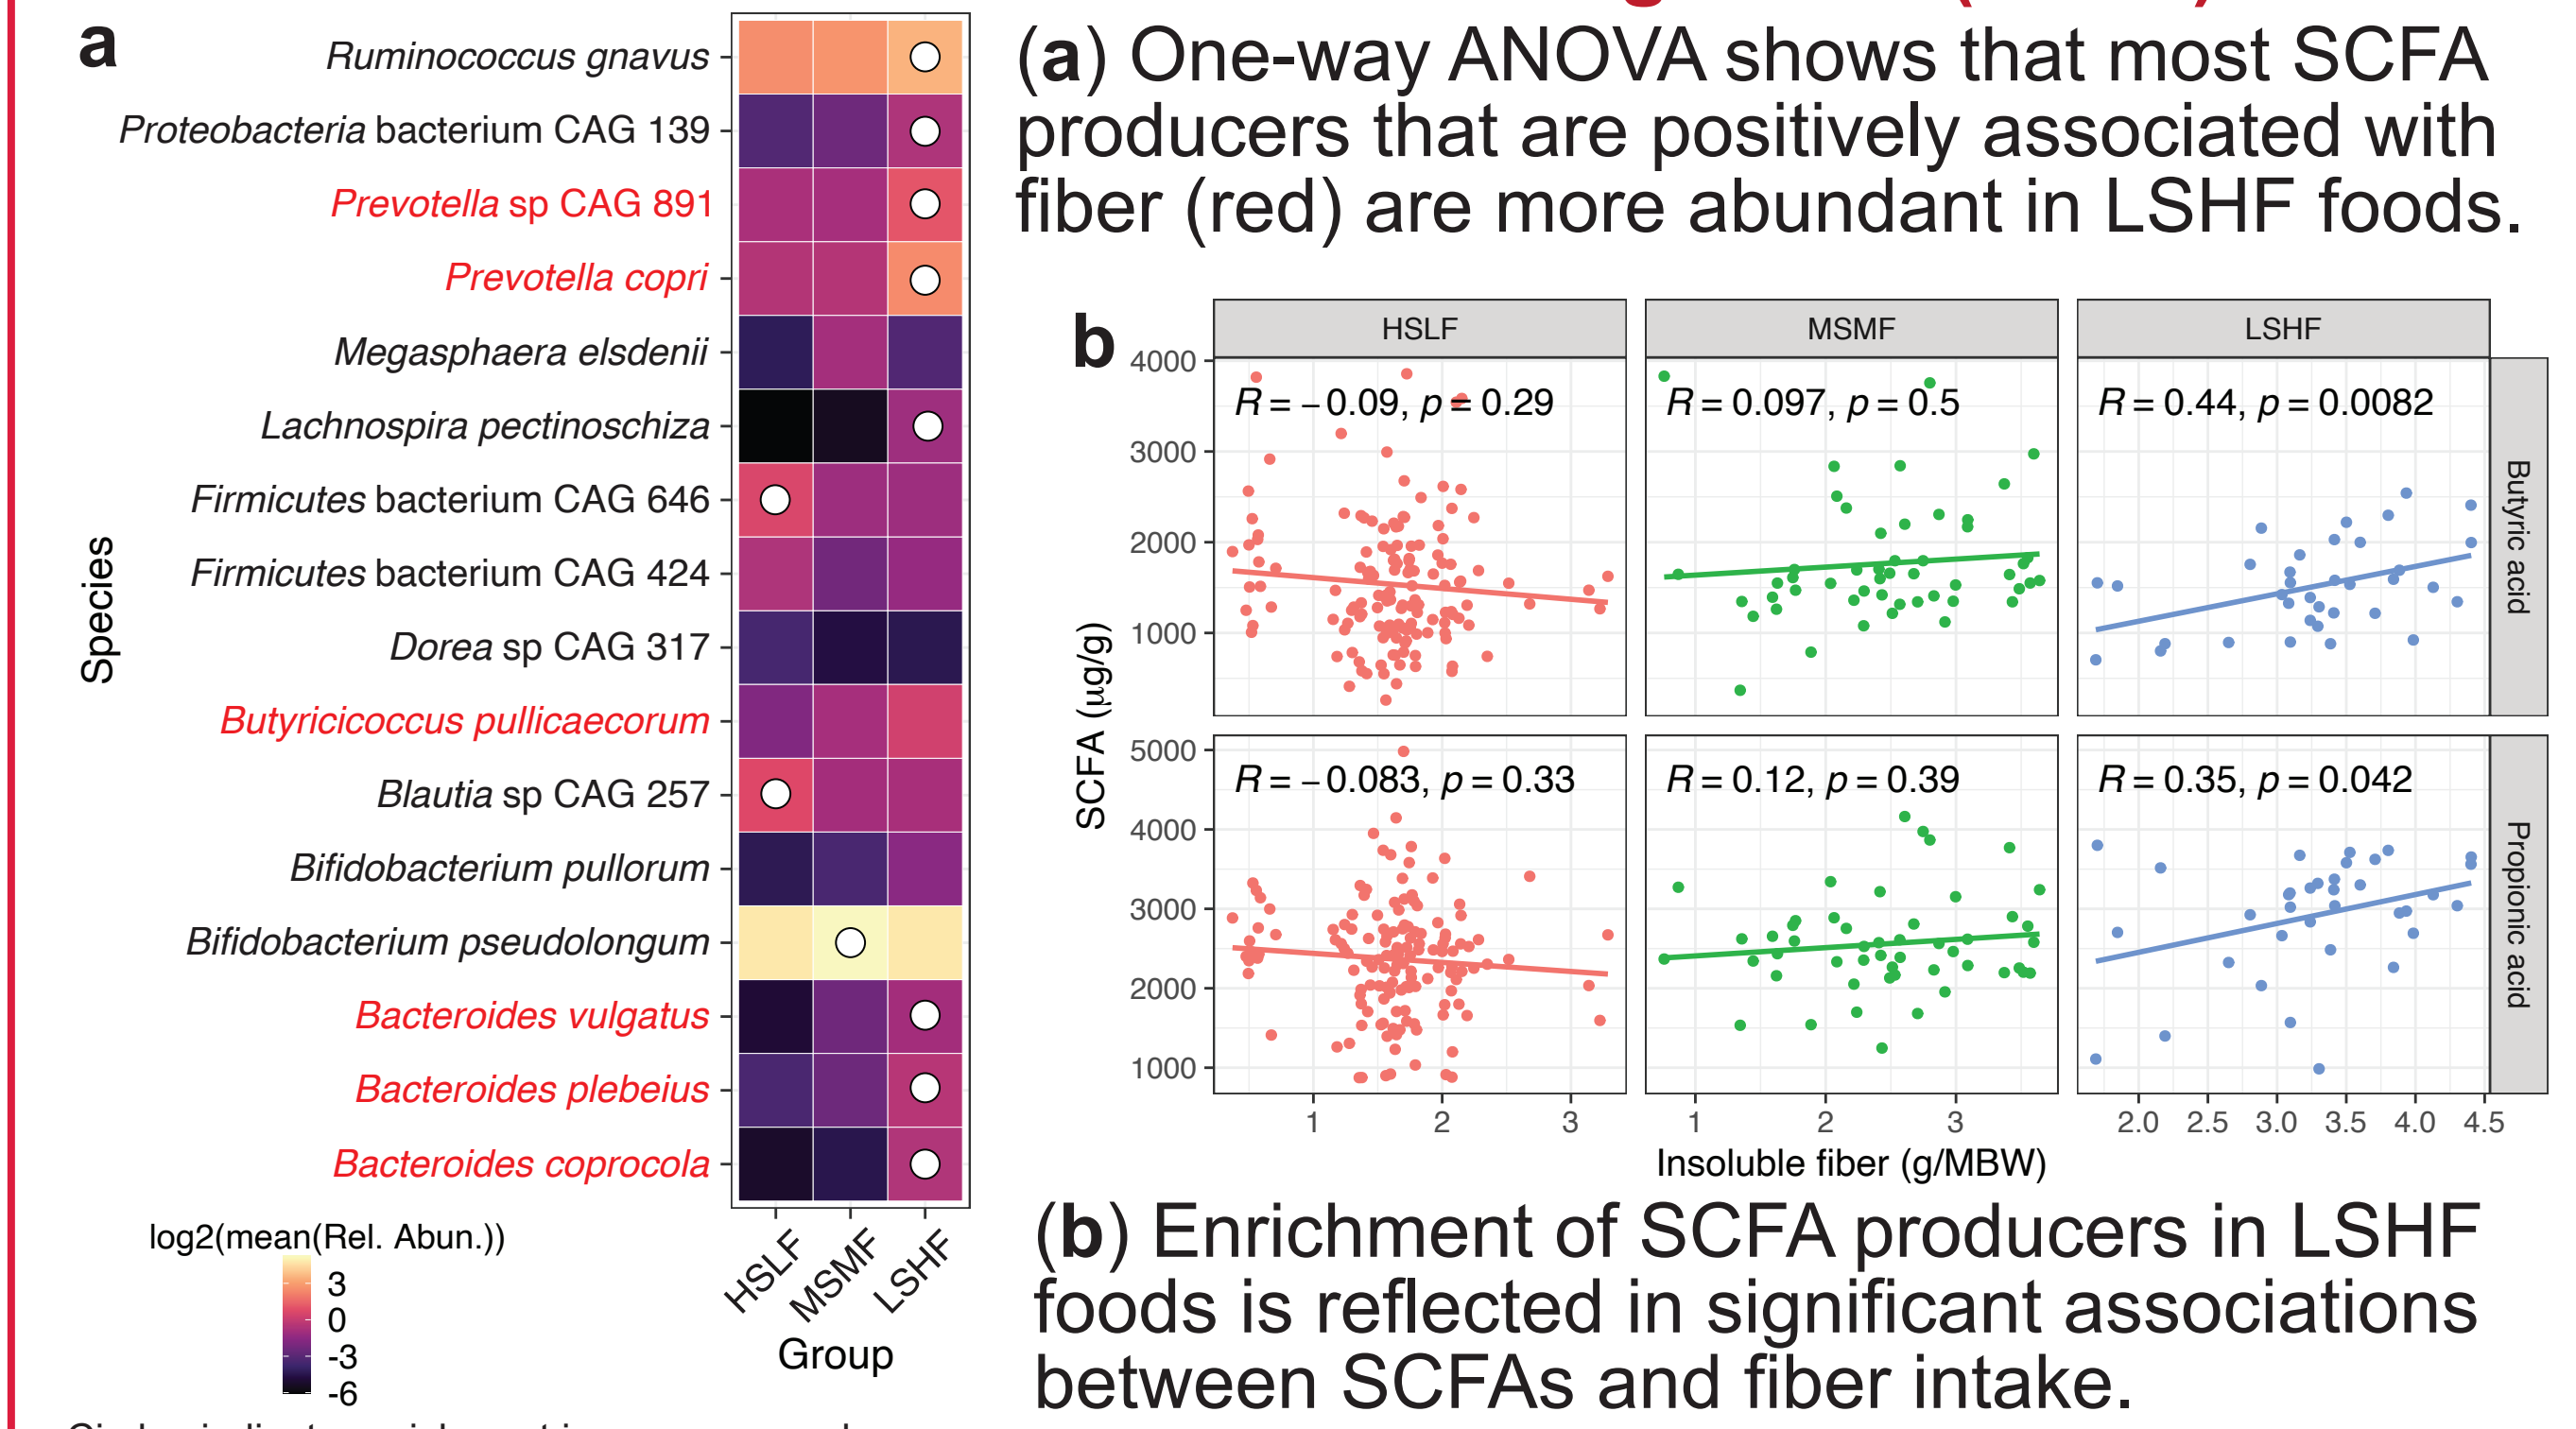 a
Ruminococcus gnavus
Proteobacteria bacterium CAG 139
Prevotella sp CAG 891
Prevotella copri
Megasphaera elsdenii
Lachnospira pectinoschiza
Firmicutes bacterium CAG 646
Firmicutes bacterium CAG 424
Dorea sp CAG 317
Butyricicoccus pullicaecorum
Blautia sp CAG 257
Bifidobacterium pullorum
Bifidobacterium pseudolongum
Bacteroides vulgatus
Bacteroides plebeius
Bacteroides coprocola
Species
HSLF MSMF LSHF
Group
log2(mean(Rel. Abun.))
3
0
-3
-6
(a) One-way ANOVA shows that most SCFA
producers that are positively associated with
fiber (red) are more abundant in LSHF foods.
b
HSLF MSMF LSHF
4000
3000
2000
1000
R = −0.09, p = 0.29
R = 0.097, p = 0.5
R = 0.44, p = 0.0082
Butyric acid
SCFA (µg/g)
5000
4000
3000
2000
1000
R = −0.083, p = 0.33
R = 0.12, p = 0.39
R = 0.35, p = 0.042
Propionic acid
1 2 3
1 2 3
2.0 2.5 3.0 3.5 4.0 4.5
Insoluble fiber (g/MBW)
(b) Enrichment of SCFA producers in LSHF
foods is reflected in significant associations
between SCFAs and fiber intake.